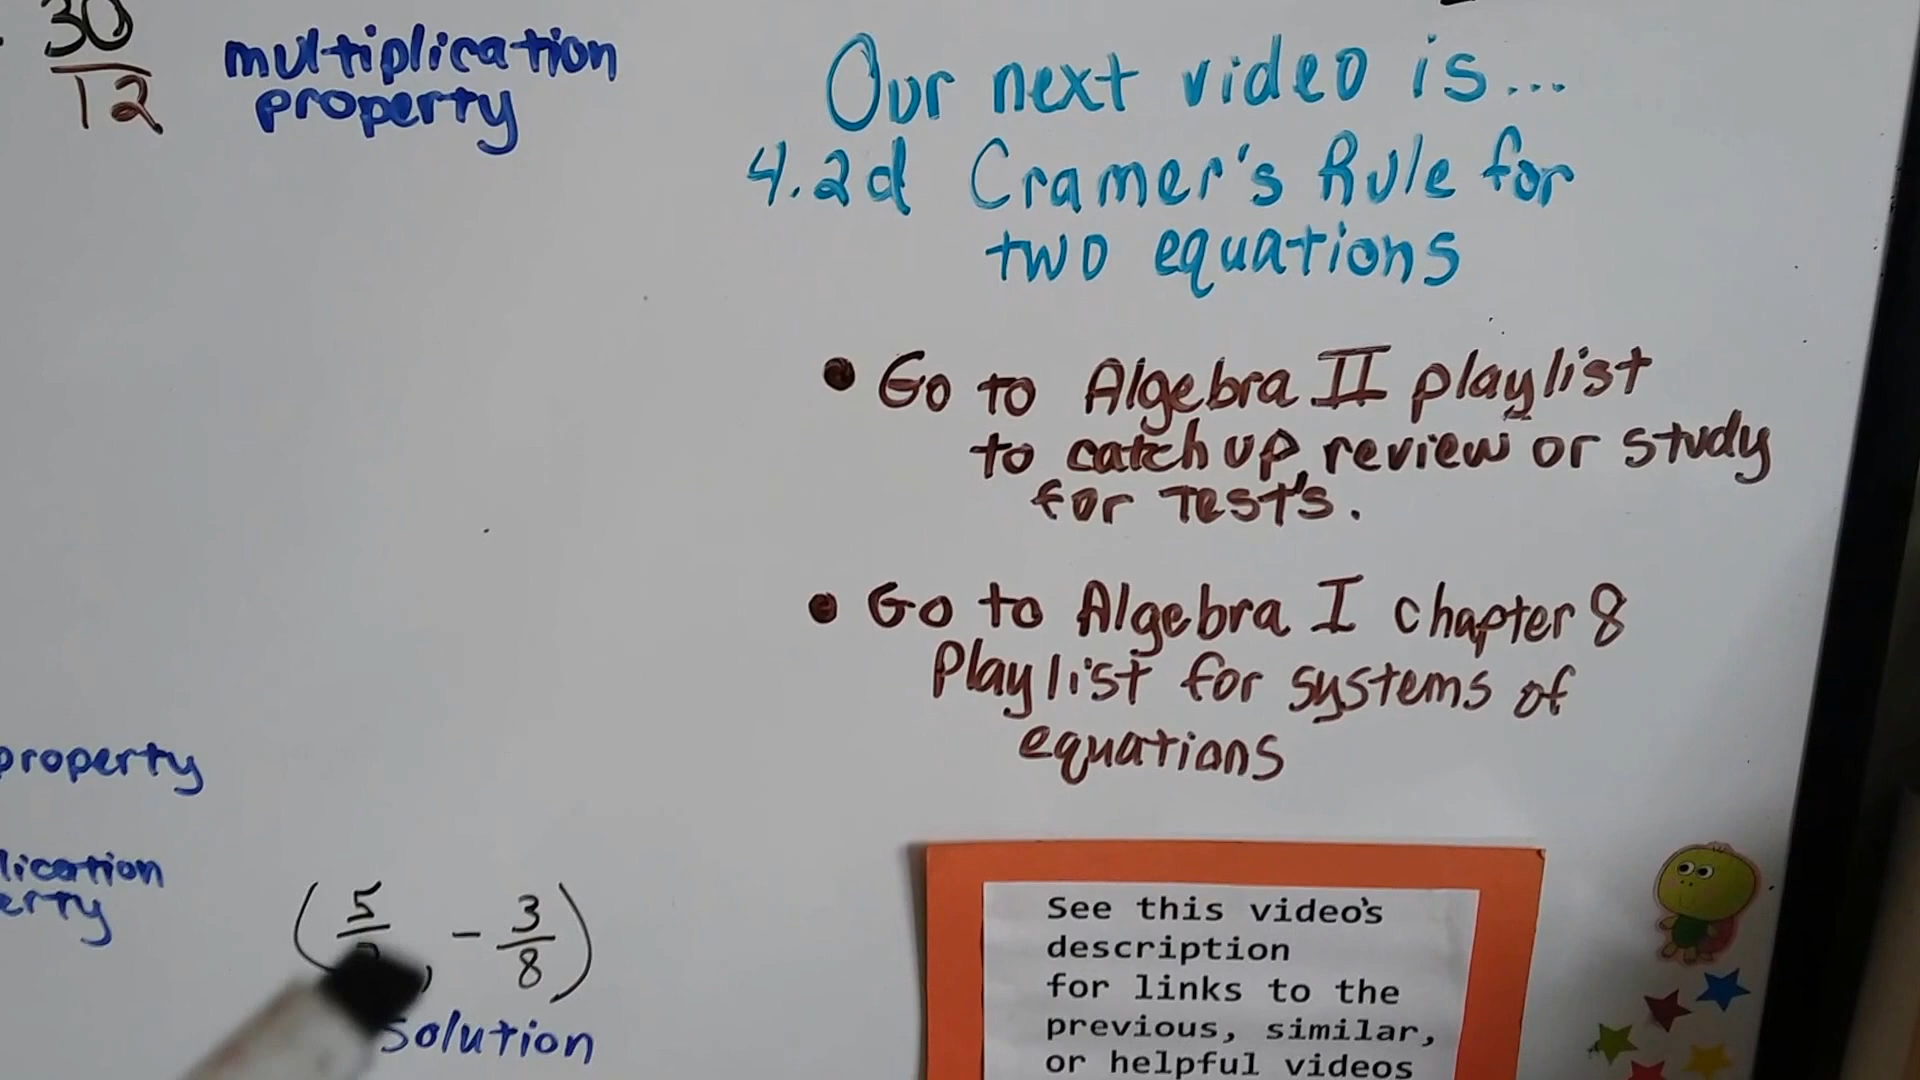 30
12
multiplication
property
Our next video is...
4.2d Cramer's Rule for
two equations
• Go to Algebra II playlist
to catch up, review or study
for Test's.
• Go to Algebra I chapter 8
Playlist for systems of
equations
property
lication
erty
(5/ , - 3/8)
solution
See this video's
description
for links to the
previous, similar,
or helpful videos